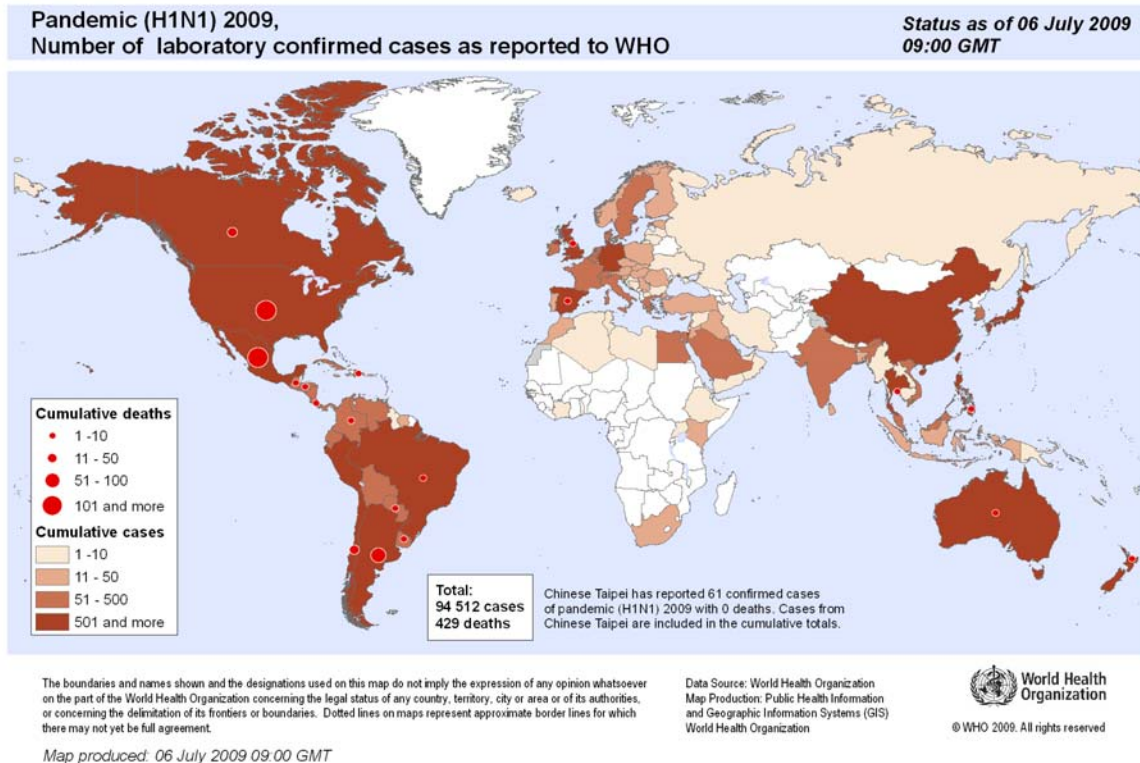 Pandemic (H1N1) 2009,
Number of laboratory confirmed cases as reported to WHO
Status as of 06 July 2009
09:00 GMT
Cumulative deaths
1 -10
11 - 50
51 - 100
101 and more
Cumulative cases
1 -10
11 - 50
51 - 500
501 and more
Total:
94 512 cases
429 deaths
Chinese Taipei has reported 61 confirmed cases
of pandemic (H1N1) 2009 with 0 deaths. Cases from
Chinese Taipei are included in the cumulative totals.
The boundaries and names shown and the designations used on this map do not imply the expression of any opinion whatsoever
on the part of the World Health Organization concerning the legal status of any country, territory, city or area or of its authorities,
or concerning the delimitation of its frontiers or boundaries. Dotted lines on maps represent approximate border lines for which
there may not yet be full agreement.
Data Source: World Health Organization
Map Production: Public Health Information
and Geographic Information Systems (GIS)
World Health Organization
World Health
Organization
© WHO 2009. All rights reserved
Map produced: 06 July 2009 09:00 GMT